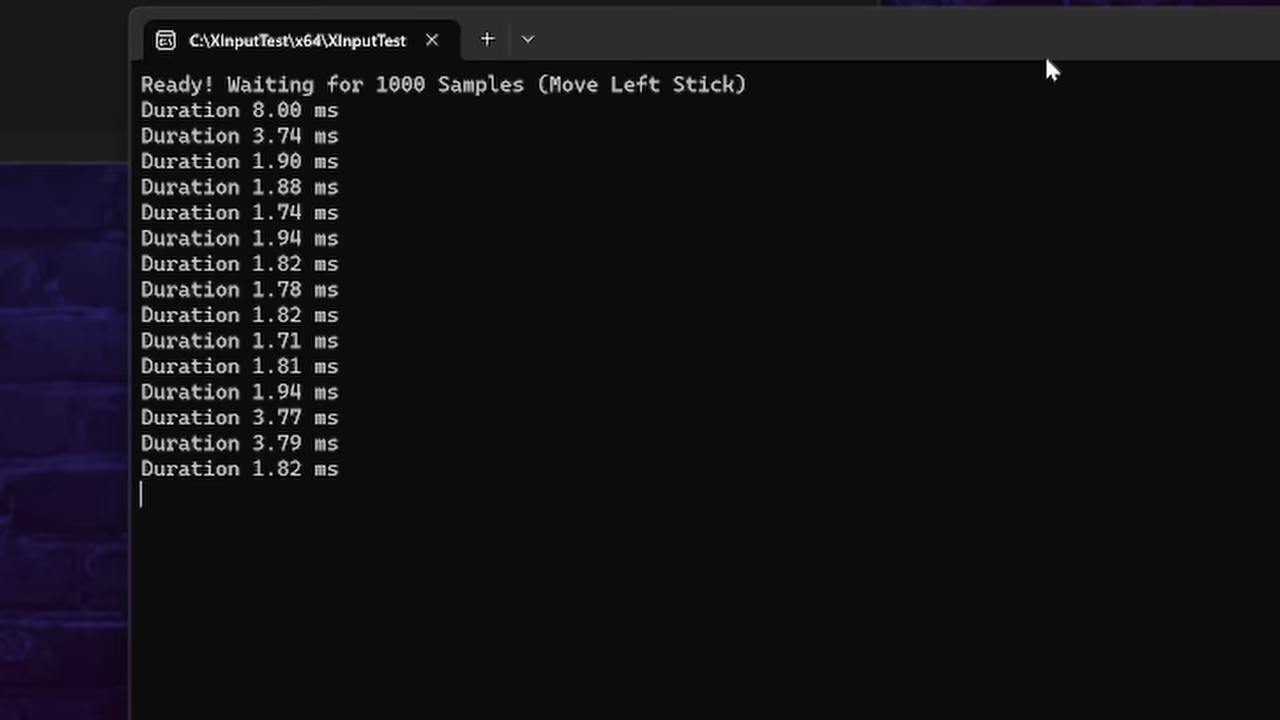 C:\XInputTest\x64\XInputTest
Ready! Waiting for 1000 Samples (Move Left Stick)
Duration 8.00 ms
Duration 3.74 ms
Duration 1.90 ms
Duration 1.88 ms
Duration 1.74 ms
Duration 1.94 ms
Duration 1.82 ms
Duration 1.78 ms
Duration 1.82 ms
Duration 1.71 ms
Duration 1.81 ms
Duration 1.94 ms
Duration 3.77 ms
Duration 3.79 ms
Duration 1.82 ms